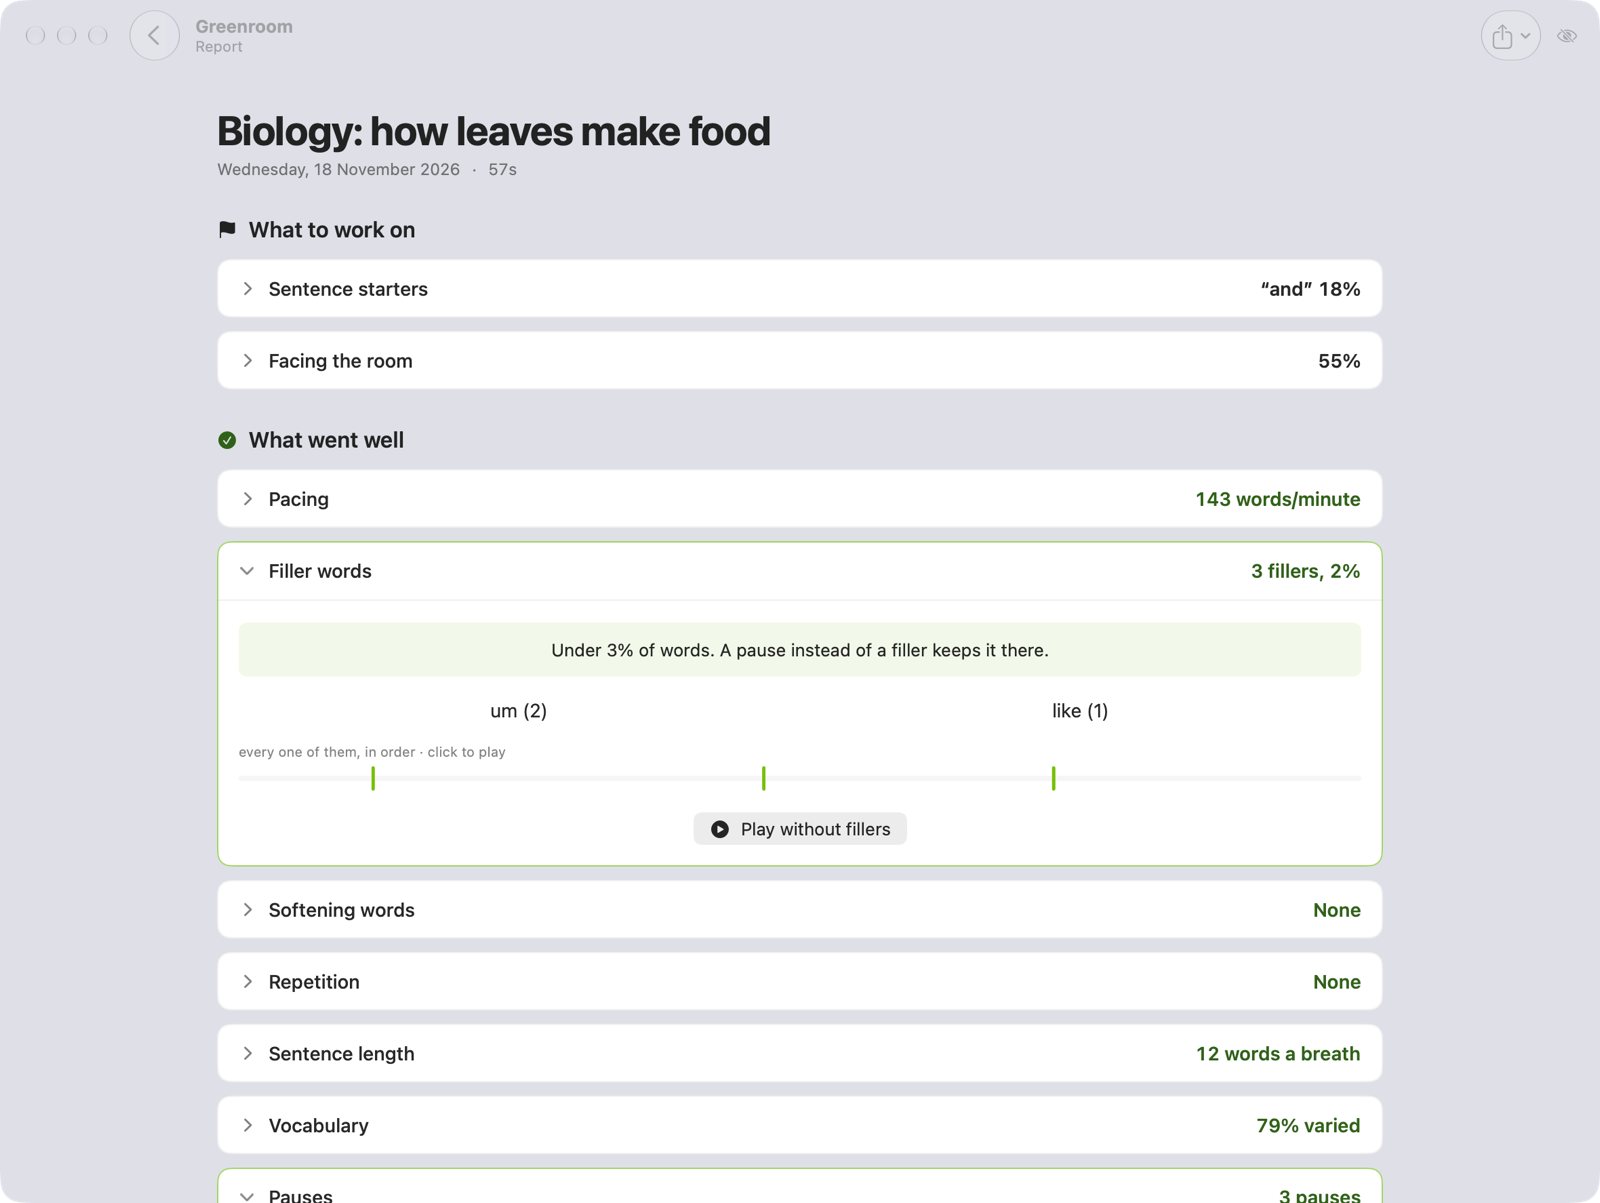 Greenroom
Report
Biology: how leaves make food
Wednesday, 18 November 2026 · 57s
What to work on
Sentence starters “and” 18%
Facing the room 55%
What went well
Pacing 143 words/minute
Filler words 3 fillers, 2%
Under 3% of words. A pause instead of a filler keeps it there.
um (2) like (1)
every one of them, in order · click to play
Play without fillers
Softening words None
Repetition None
Sentence length 12 words a breath
Vocabulary 79% varied
Pauses 3 pauses